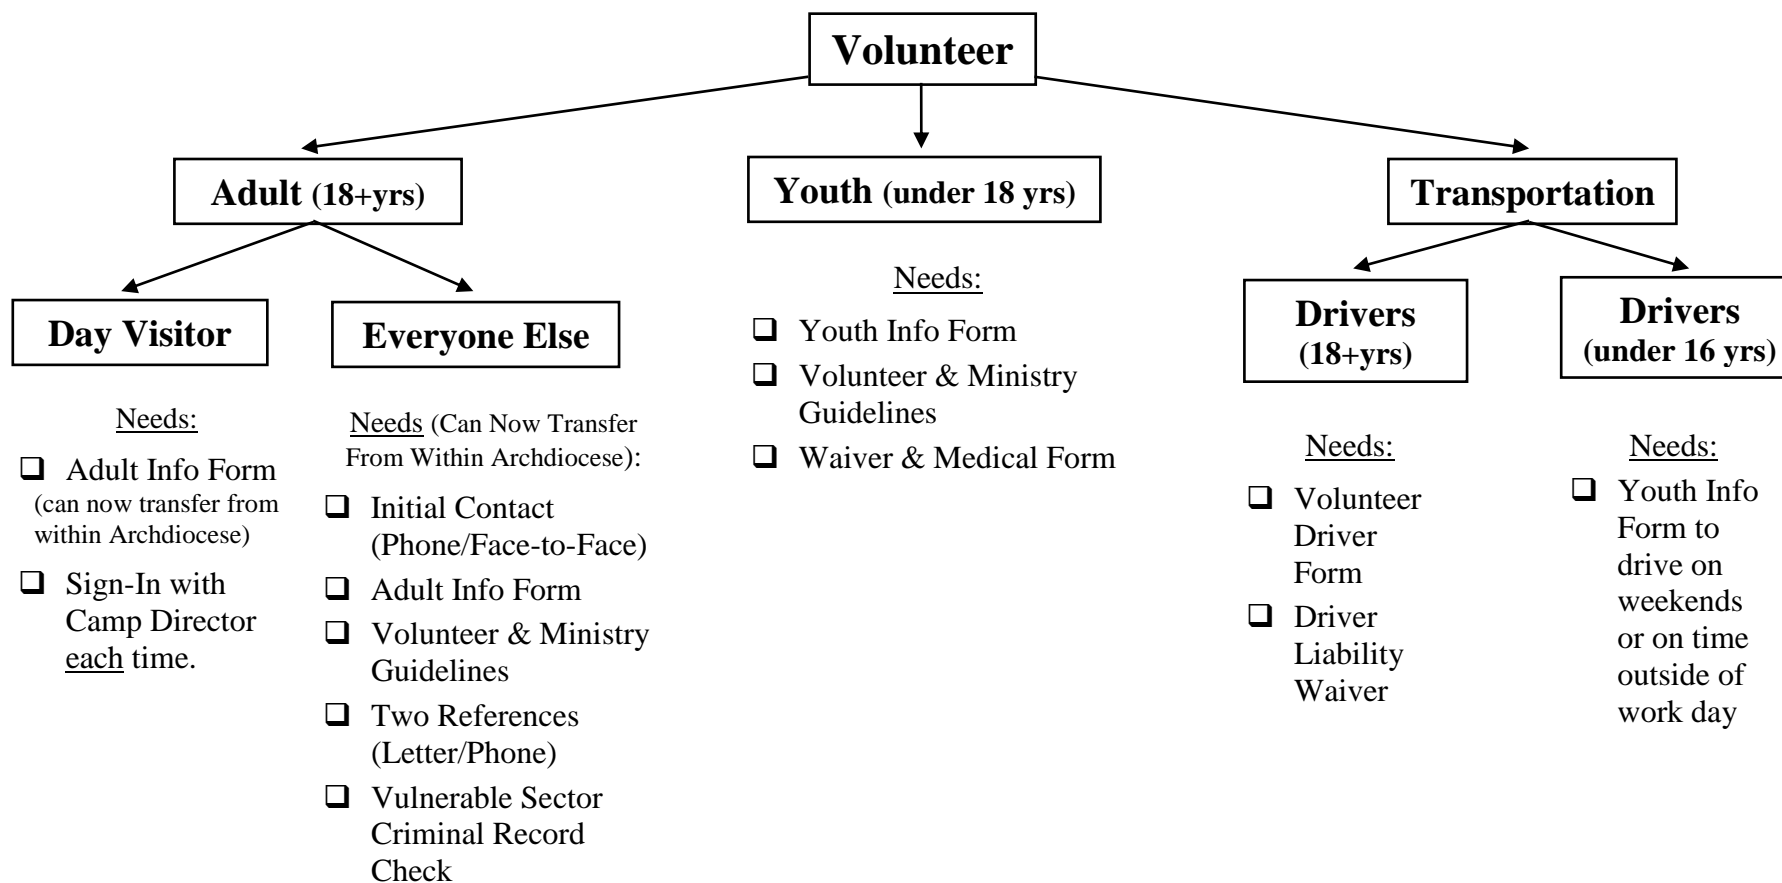 Volunteer
Adult (18+yrs)
Youth (under 18 yrs)
Transportation
Day Visitor
Needs:
❑ Adult Info Form
(can now transfer from
within Archdiocese)
❑ Sign-In with
Camp Director
each time.
Everyone Else
Needs (Can Now Transfer
From Within Archdiocese):
❑ Initial Contact
(Phone/Face-to-Face)
❑ Adult Info Form
❑ Volunteer & Ministry
Guidelines
❑ Two References
(Letter/Phone)
❑ Vulnerable Sector
Criminal Record
Check
Needs:
❑ Youth Info Form
❑ Volunteer & Ministry
Guidelines
❑ Waiver & Medical Form
Drivers
(18+yrs)
Needs:
❑ Volunteer
Driver
Form
❑ Driver
Liability
Waiver
Drivers
(under 16 yrs)
Needs:
❑ Youth Info
Form to
drive on
weekends
or on time
outside of
work day